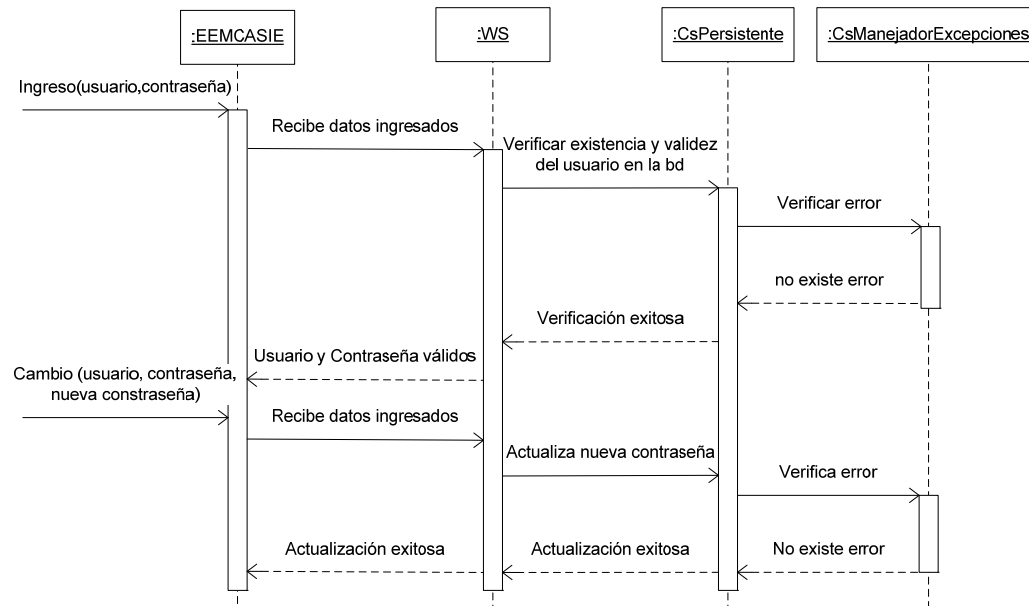 :EEMCASIE
:WS
:CsPersistente
:CsManejadorExcepciones
Ingreso(usuario,contraseña)
Recibe datos ingresados
Verificar existencia y validez
del usuario en la bd
Verificar error
no existe error
Verificación exitosa
Usuario y Contraseña válidos
Cambio (usuario, contraseña,
nueva constraseña)
Recibe datos ingresados
Actualiza nueva contraseña
Verifica error
Actualización exitosa
Actualización exitosa
No existe error